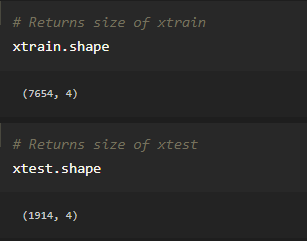 # Returns size of xtrain
xtrain.shape
(7654, 4)
# Returns size of xtest
xtest.shape
(1914, 4)